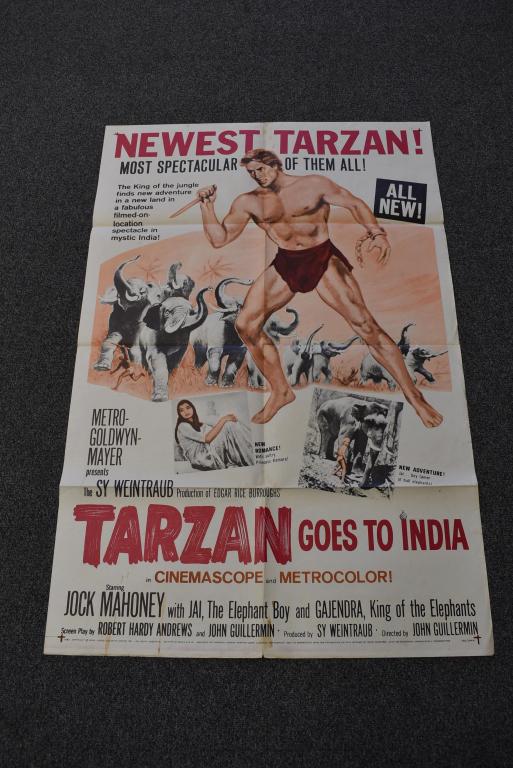 NEWEST TARZAN!
MOST SPECTACULAR OF THEM ALL!
The King of the jungle
finds new adventure
in a new land in
a fabulous
filmed-on-
location
spectacle in
mystic India!
ALL
NEW!
METRO-
GOLDWYN-
MAYER
presents
NEW
ROMANCE!
NEW ADVENTURE!
The SY WEINTRAUB Production of EDGAR RICE BURROUGHS'
TARZAN GOES TO INDIA
in CINEMASCOPE and METROCOLOR!
Starring
JOCK MAHONEY with JAI, The Elephant Boy and GAJENDRA, King of the Elephants
Screen Play by ROBERT HARDY ANDREWS and JOHN GUILLERMIN · Produced by SY WEINTRAUB · Directed by JOHN GUILLERMIN